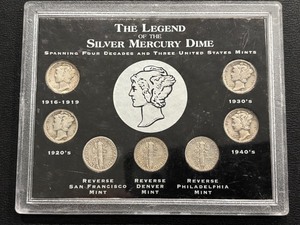 The Legend
of the
Silver Mercury Dime
Spanning Four Decades and Three United States Mints
1916-1919
1930's
1920's
1940's
Reverse
San Francisco
Mint
Reverse
Denver
Mint
Reverse
Philadelphia
Mint